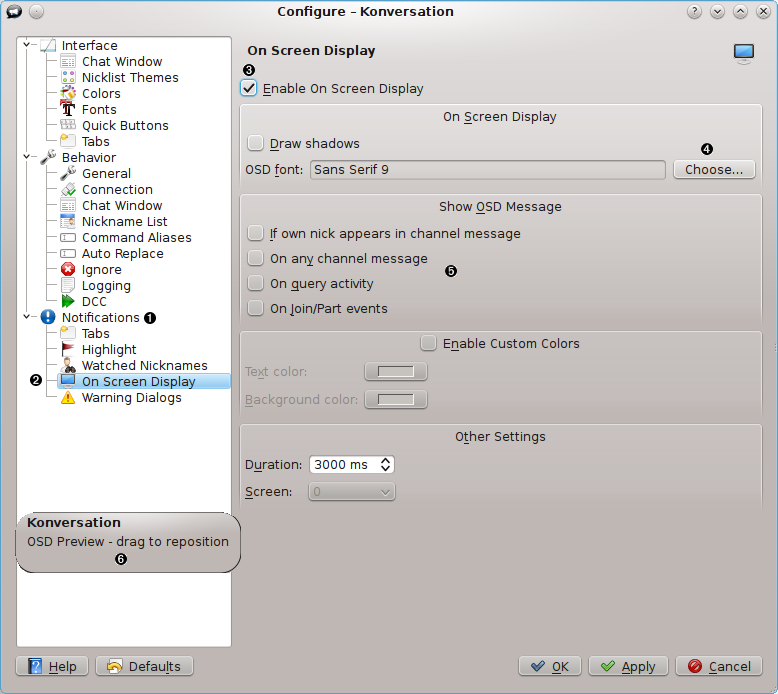 Configure – Konversation
Interface
Chat Window
Nicklist Themes
Colors
Fonts
Quick Buttons
Tabs
Behavior
General
Connection
Chat Window
Nickname List
Command Aliases
Auto Replace
Ignore
Logging
DCC
Notifications ❶
Tabs
Highlight
Watched Nicknames
❷ On Screen Display
Warning Dialogs
Konversation
OSD Preview - drag to reposition
❻
On Screen Display
❸
Enable On Screen Display
On Screen Display
Draw shadows
❹
OSD font: Sans Serif 9 Choose...
Show OSD Message
If own nick appears in channel message
On any channel message
❺
On query activity
On Join/Part events
Enable Custom Colors
Text color:
Background color:
Other Settings
Duration: 3000 ms
Screen: 0
Help Defaults OK Apply Cancel